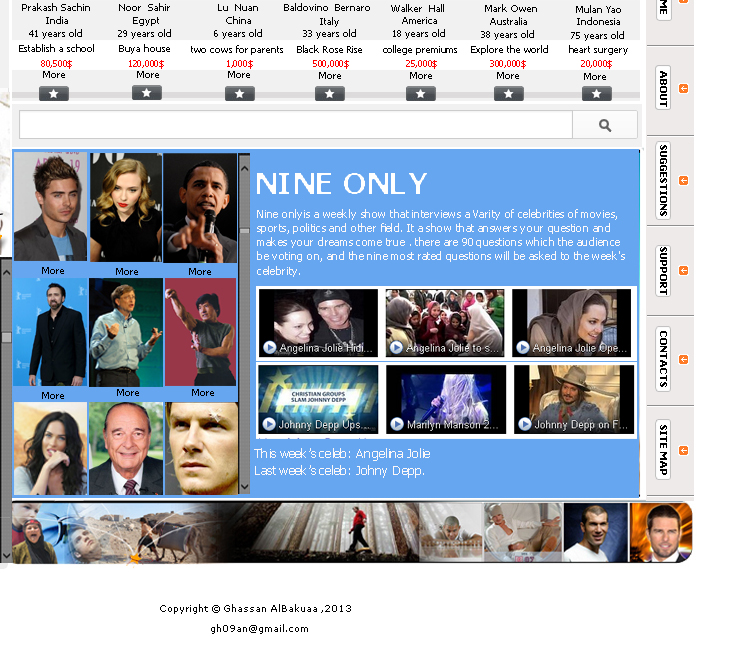 Prakash Sachin
India
41 years old
Establish a school
80,500$
More
Noor Sahir
Egypt
29 years old
Buya house
120,000$
More
Lu Nuan
China
6 years old
two cows for parents
1,000$
More
Baldovino Bernaro
Italy
33 years old
Black Rose Rise
500,000$
More
Walker Hall
America
18 years old
college premiums
25,000$
More
Mark Owen
Australia
38 years old
Explore the world
300,000$
More
Mulan Yao
Indonesia
75 years old
heart surgery
20,000$
More
ME
ABOUT
SUGGESTIONS
SUPPORT
CONTACTS
SITE MAP
More
More
More
More
More
More
NINE ONLY
Nine onlyis a weekly show that interviews a Varity of celebrities of movies,
sports, politics and other field. It a show that answers your question and
makes your dreams come true . there are 90 questions which the audience
be voting on, and the nine most rated questions will be asked to the week's
celebrity.
Angelina Jolie Hidi...
Angelina Jolie to s...
Angelina Jolie Ope...
CHRISTIAN GROUPS
SLAM JOHNNY DEPP
Johnny Depp Ups...
Marilyn Manson 2...
Johnny Depp on F...
This week's celeb: Angelina Jolie
Last week's celeb: Johny Depp.
Copyright © Ghassan AlBakuaa ,2013
gh09an@gmail.com